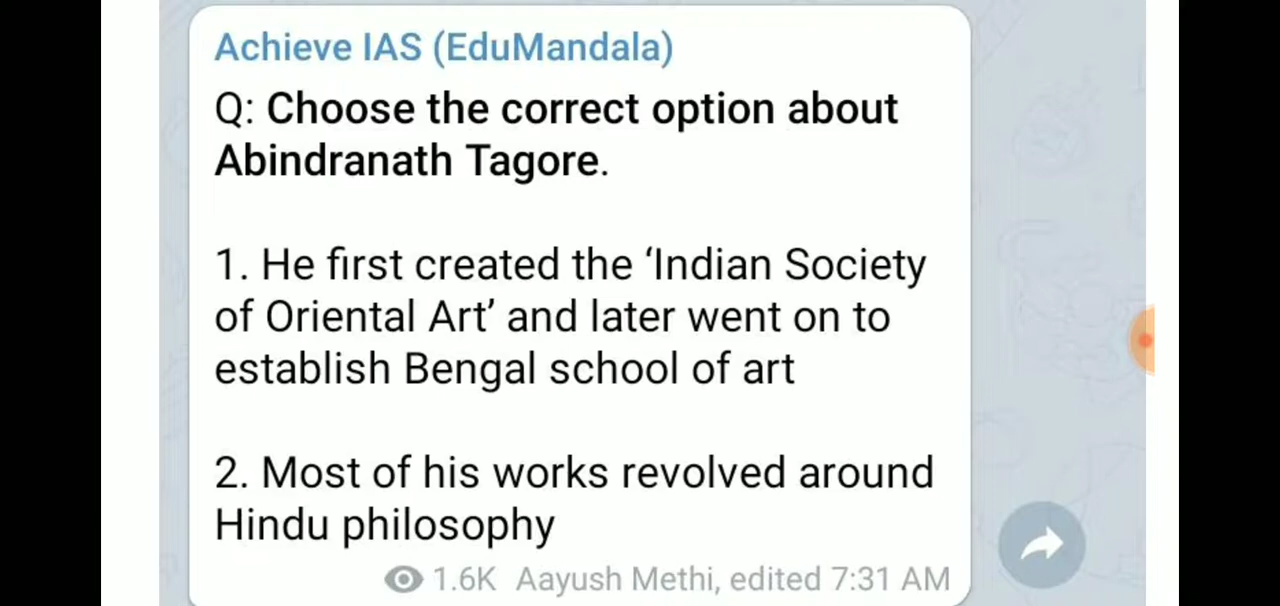 Achieve IAS (EduMandala)
Q: Choose the correct option about
Abindranath Tagore.
1. He first created the ‘Indian Society
of Oriental Art’ and later went on to
establish Bengal school of art
2. Most of his works revolved around
Hindu philosophy
1.6K Aayush Methi, edited 7:31 AM